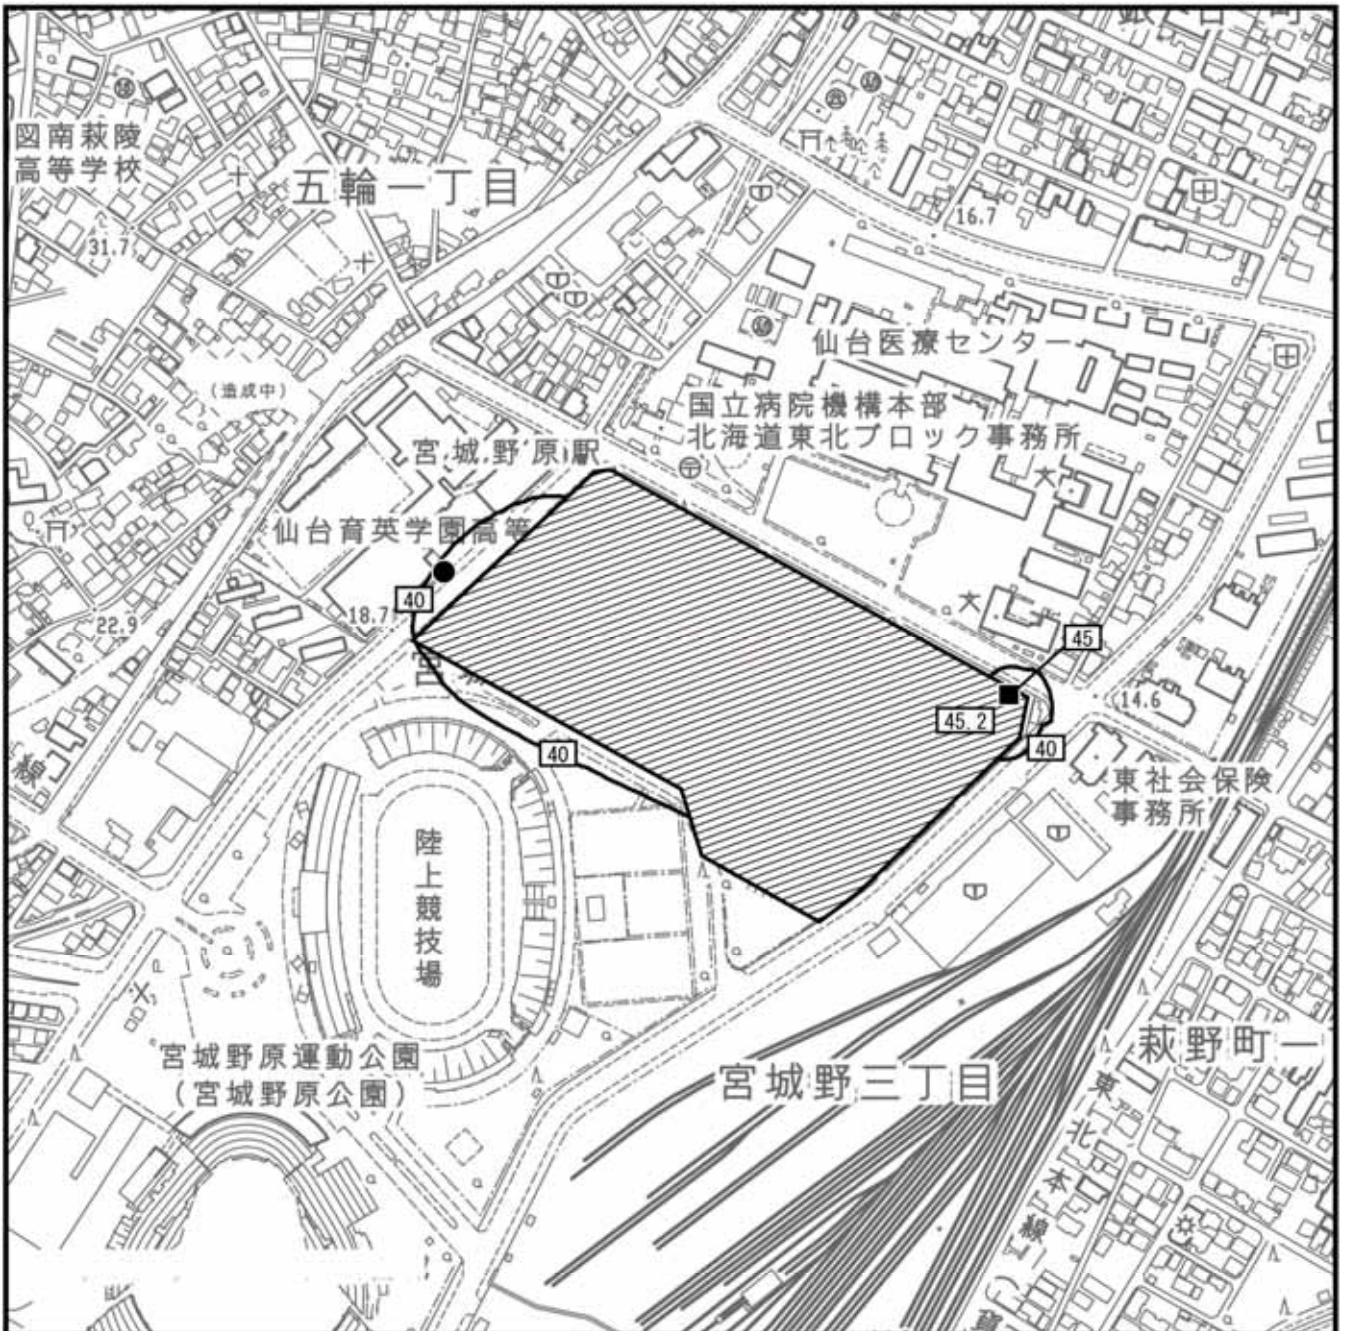 図南萩陵
高等学校
五輪一丁目
16.7
31.7
仙台医療センター
(造成中)
国立病院機構本部
北海道東北ブロック事務所
宮城野原駅
仙台育英学園高等
40
18.7
22.9
45
宮
14.6
45.2
40
40
線
東社会保険
事務所
陸上競技場
宮城野原運動公園
(宮城野原公園)
宮城野三丁目
萩野町一
東北本線